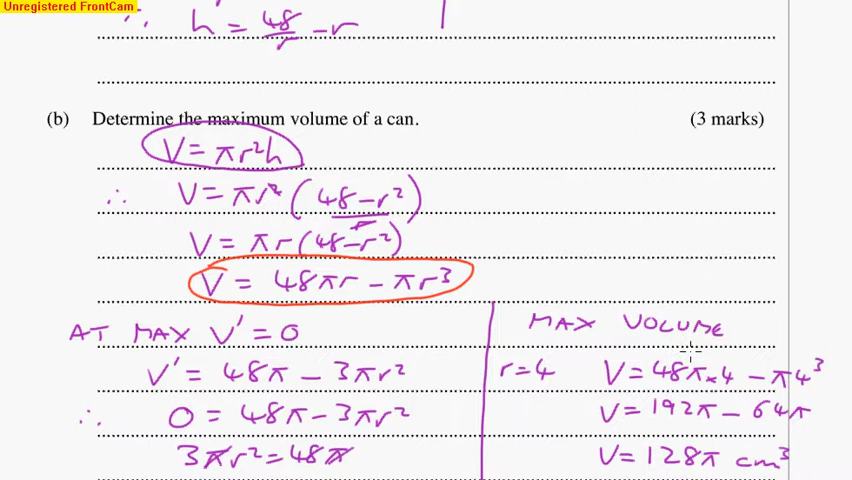 Unregistered FrontCam
∴ h = 48/r - r
(b) Determine the maximum volume of a can. (3 marks)
V = πr²h
∴ V = πr² (48 - r²)/r
V = πr(48 - r²)
V = 48πr - πr³
AT MAX V' = 0
V' = 48π - 3πr²
∴ 0 = 48π - 3πr²
3πr² = 48π
MAX VOLUME
r = 4 V = 48π × 4 - π4³
V = 192π - 64π
V = 128π cm³